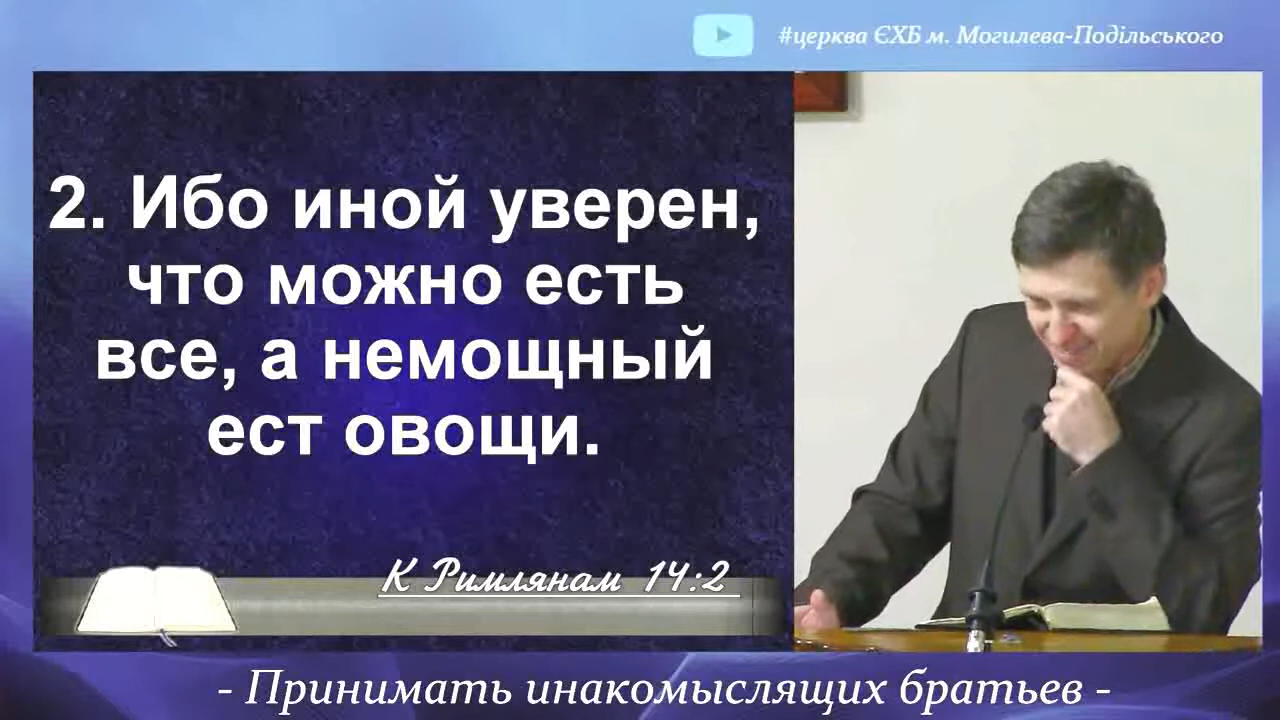 #церква ЄХБ м. Могилева-Подільського
2. Ибо иной уверен,
что можно есть
все, а немощный
ест овощи.
К Римлянам 14:2
- Принимать инакомыслящих братьев -